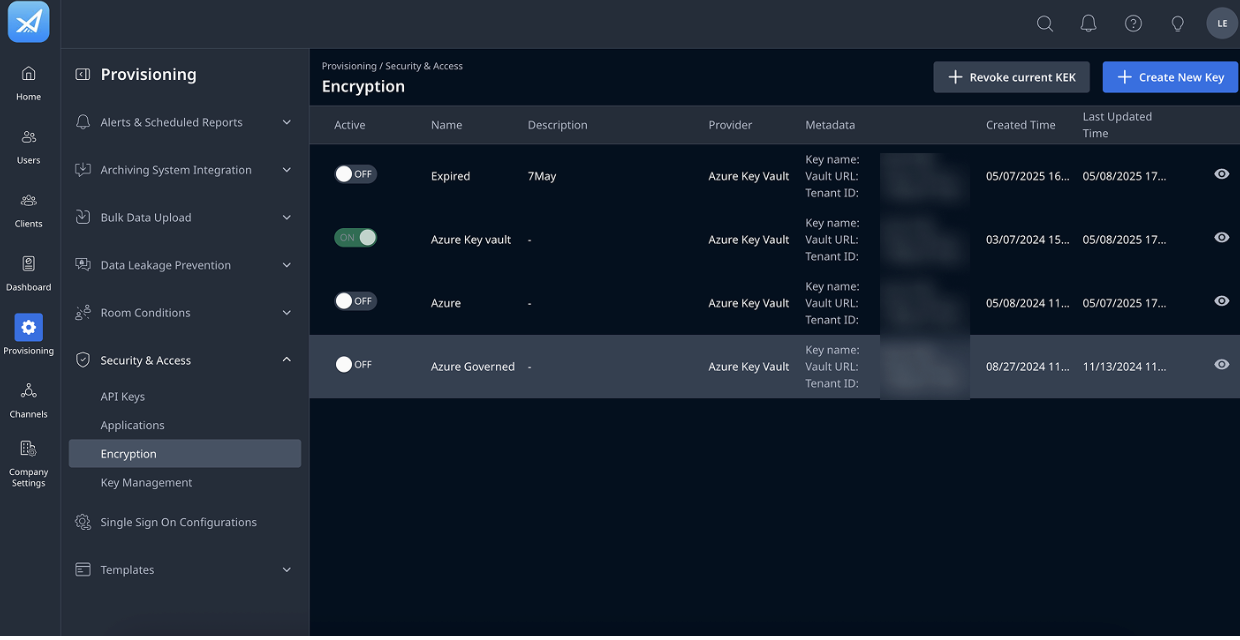 LE
Home
Users
Clients
Dashboard
Provisioning
Channels
Company
Settings
Provisioning
Alerts & Scheduled Reports
Archiving System Integration
Bulk Data Upload
Data Leakage Prevention
Room Conditions
Security & Access
API Keys
Applications
Encryption
Key Management
Single Sign On Configurations
Templates
Provisioning / Security & Access
Encryption
Revoke current KEK
Create New Key
Active
Name
Description
Provider
Metadata
Created Time
Last Updated
Time
OFF
Expired
7May
Azure Key Vault
Key name:
Vault URL:
Tenant ID:
05/07/2025 16...
05/08/2025 17...
ON
Azure Key vault
-
Azure Key Vault
Key name:
Vault URL:
Tenant ID:
03/07/2024 15...
05/08/2025 17...
OFF
Azure
-
Azure Key Vault
Key name:
Vault URL:
Tenant ID:
05/08/2024 11...
05/07/2025 17...
OFF
Azure Governed
-
Azure Key Vault
Key name:
Vault URL:
Tenant ID:
08/27/2024 11...
11/13/2024 11...